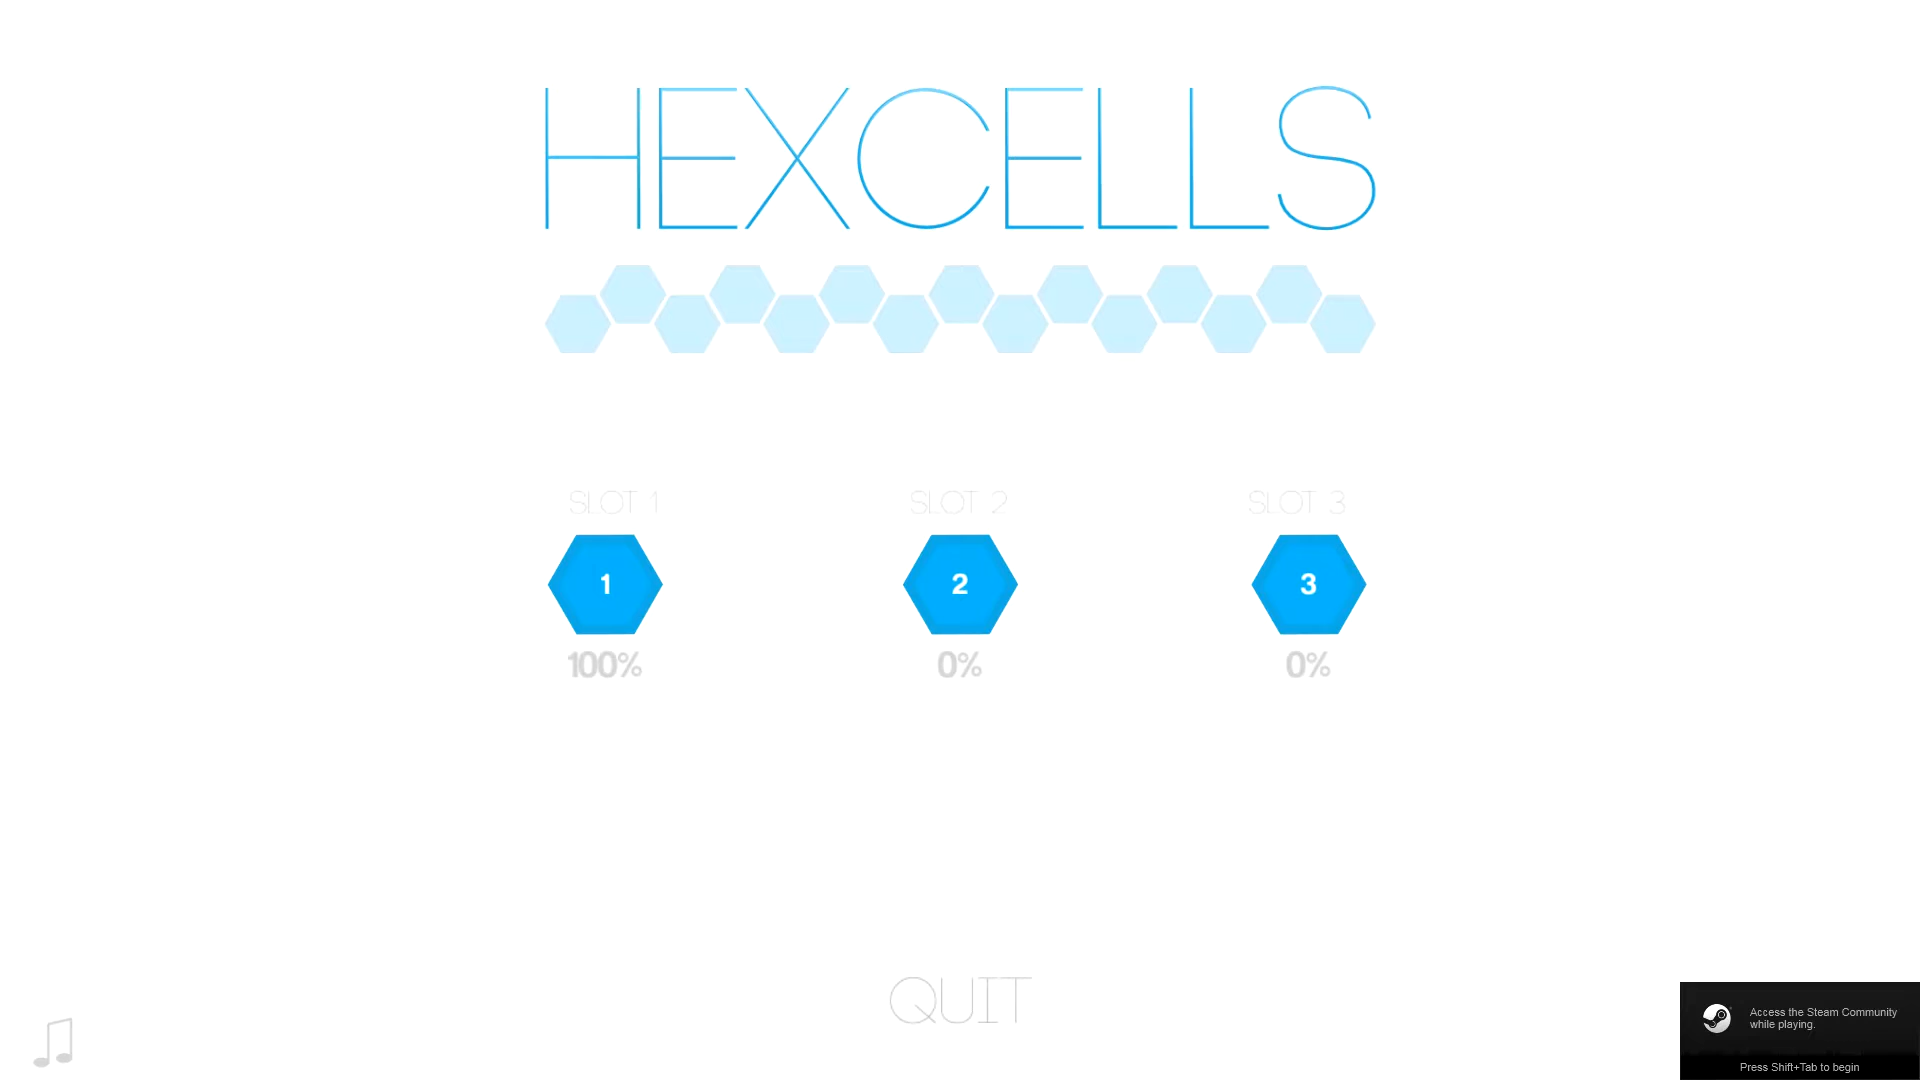 HEXCELLS
SLOT 1
SLOT 2
SLOT 3
1
2
3
100%
0%
0%
QUIT
Access the Steam Community
while playing.
Press Shift+Tab to begin